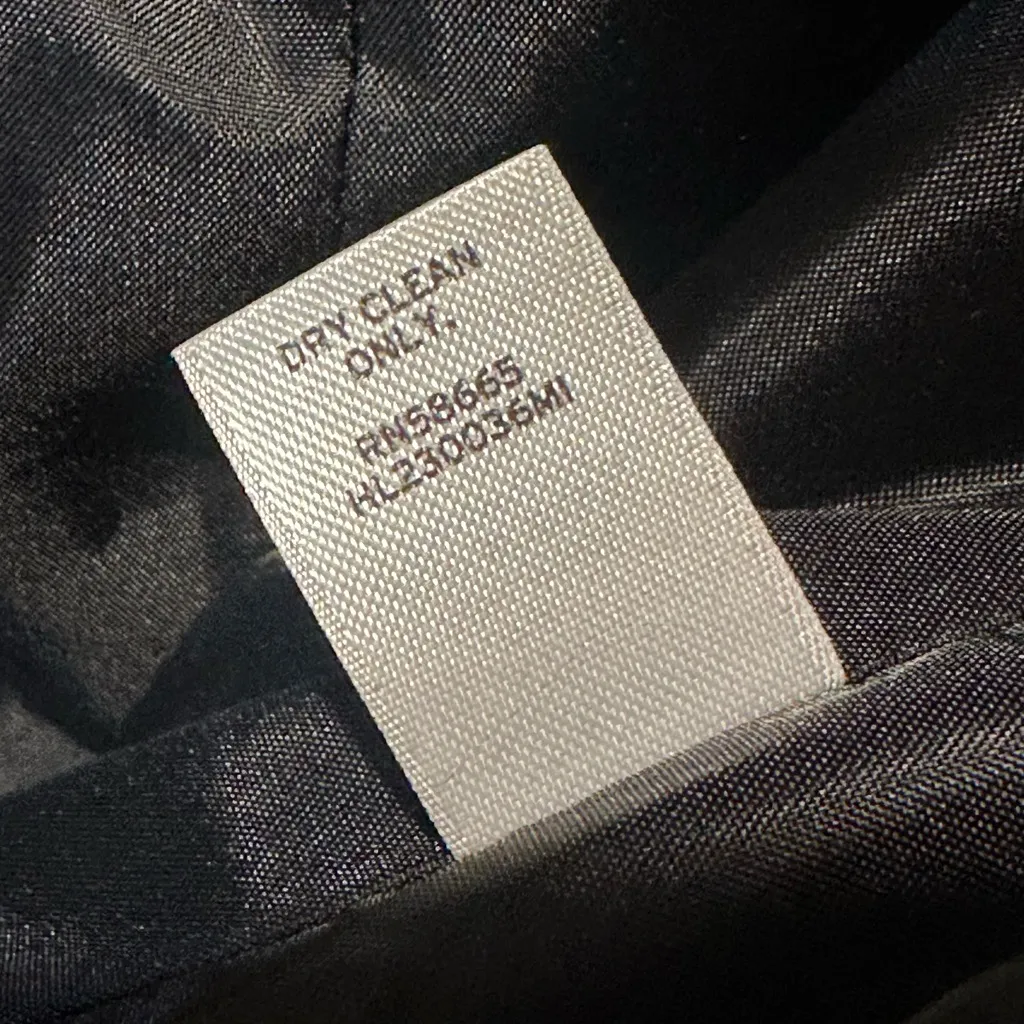 DRY CLEAN
ONLY.
RN58665
HL230036MI